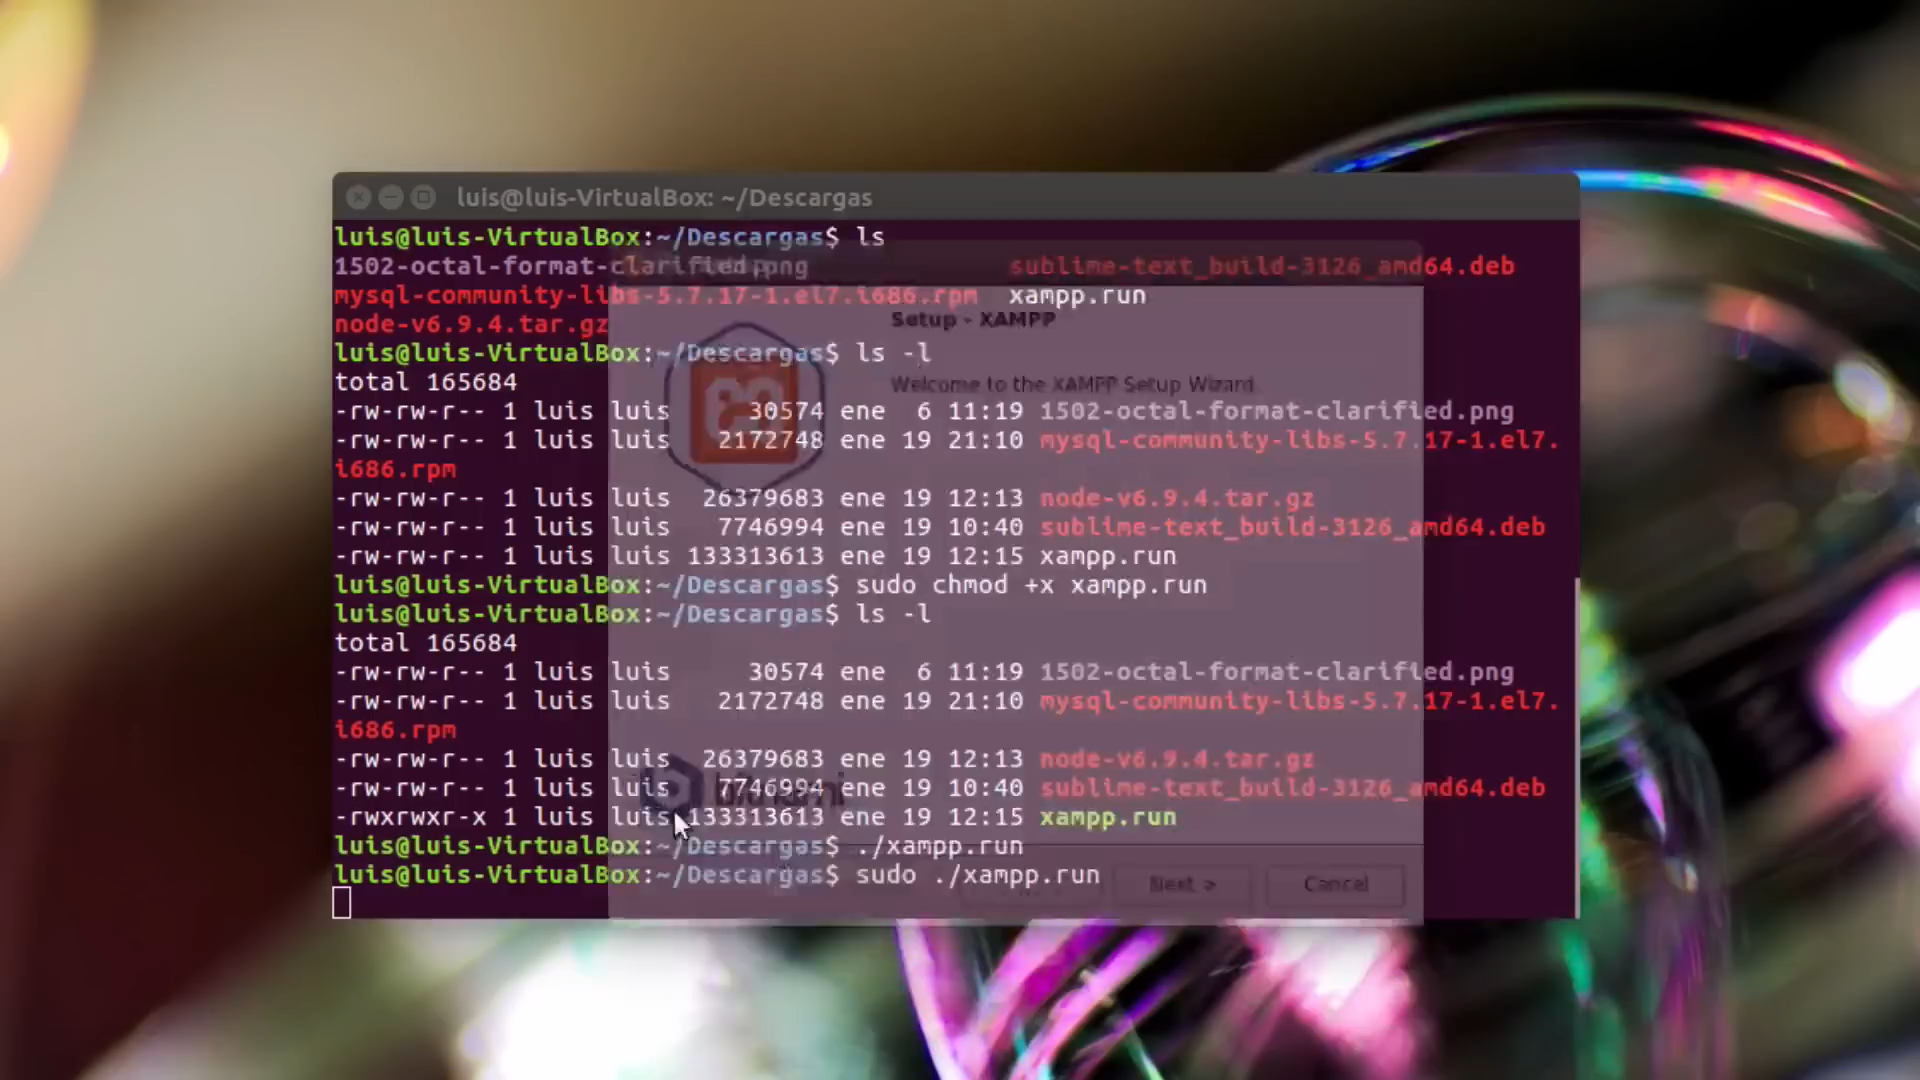 luis@luis-VirtualBox: ~/Descargas
luis@luis-VirtualBox:~/Descargas$ ls
1502-octal-format-clarified.png sublime-text_build-3126_amd64.deb
mysql-community-libs-5.7.17-1.el7.i686.rpm xampp.run
node-v6.9.4.tar.gz
Setup - XAMPP
luis@luis-VirtualBox:~/Descargas$ ls -l
total 165684
Welcome to the XAMPP Setup Wizard.
-rw-rw-r-- 1 luis luis 30574 ene 6 11:19 1502-octal-format-clarified.png
-rw-rw-r-- 1 luis luis 2172748 ene 19 21:10 mysql-community-libs-5.7.17-1.el7.
i686.rpm
-rw-rw-r-- 1 luis luis 26379683 ene 19 12:13 node-v6.9.4.tar.gz
-rw-rw-r-- 1 luis luis 7746994 ene 19 10:40 sublime-text_build-3126_amd64.deb
-rw-rw-r-- 1 luis luis 133313613 ene 19 12:15 xampp.run
luis@luis-VirtualBox:~/Descargas$ sudo chmod +x xampp.run
luis@luis-VirtualBox:~/Descargas$ ls -l
total 165684
-rw-rw-r-- 1 luis luis 30574 ene 6 11:19 1502-octal-format-clarified.png
-rw-rw-r-- 1 luis luis 2172748 ene 19 21:10 mysql-community-libs-5.7.17-1.el7.
i686.rpm
-rw-rw-r-- 1 luis luis 26379683 ene 19 12:13 node-v6.9.4.tar.gz
-rw-rw-r-- 1 luis luis 7746994 ene 19 10:40 sublime-text_build-3126_amd64.deb
bitnami
-rwxrwxr-x 1 luis luis 133313613 ene 19 12:15 xampp.run
luis@luis-VirtualBox:~/Descargas$ ./xampp.run
luis@luis-VirtualBox:~/Descargas$ sudo ./xampp.run
Next > Cancel